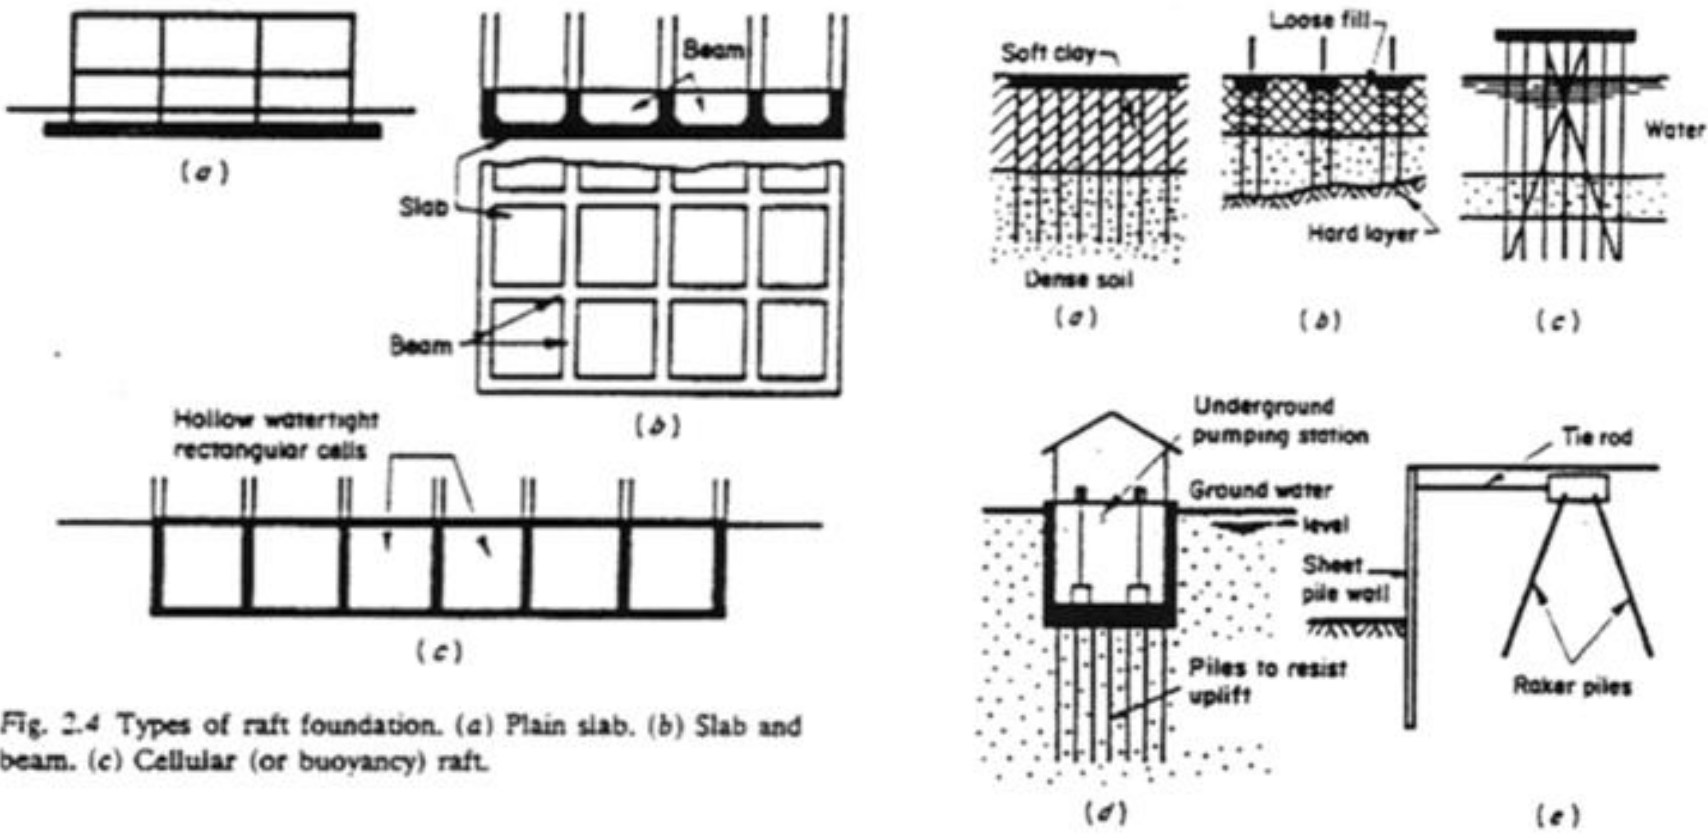 (a)
Beam
Slab
Beam
(b)
Hollow watertight
rectangular cells
(c)
Fig. 2.4 Types of raft foundation. (a) Plain slab. (b) Slab and
beam. (c) Cellular (or buoyancy) raft.
Soft clay
Dense soil
(a)
Loose fill
Hard layer
(b)
Water
(c)
Underground
pumping station
Ground water
level
Piles to resist
uplift
(d)
Tie rod
Sheet
pile wall
Raker piles
(e)